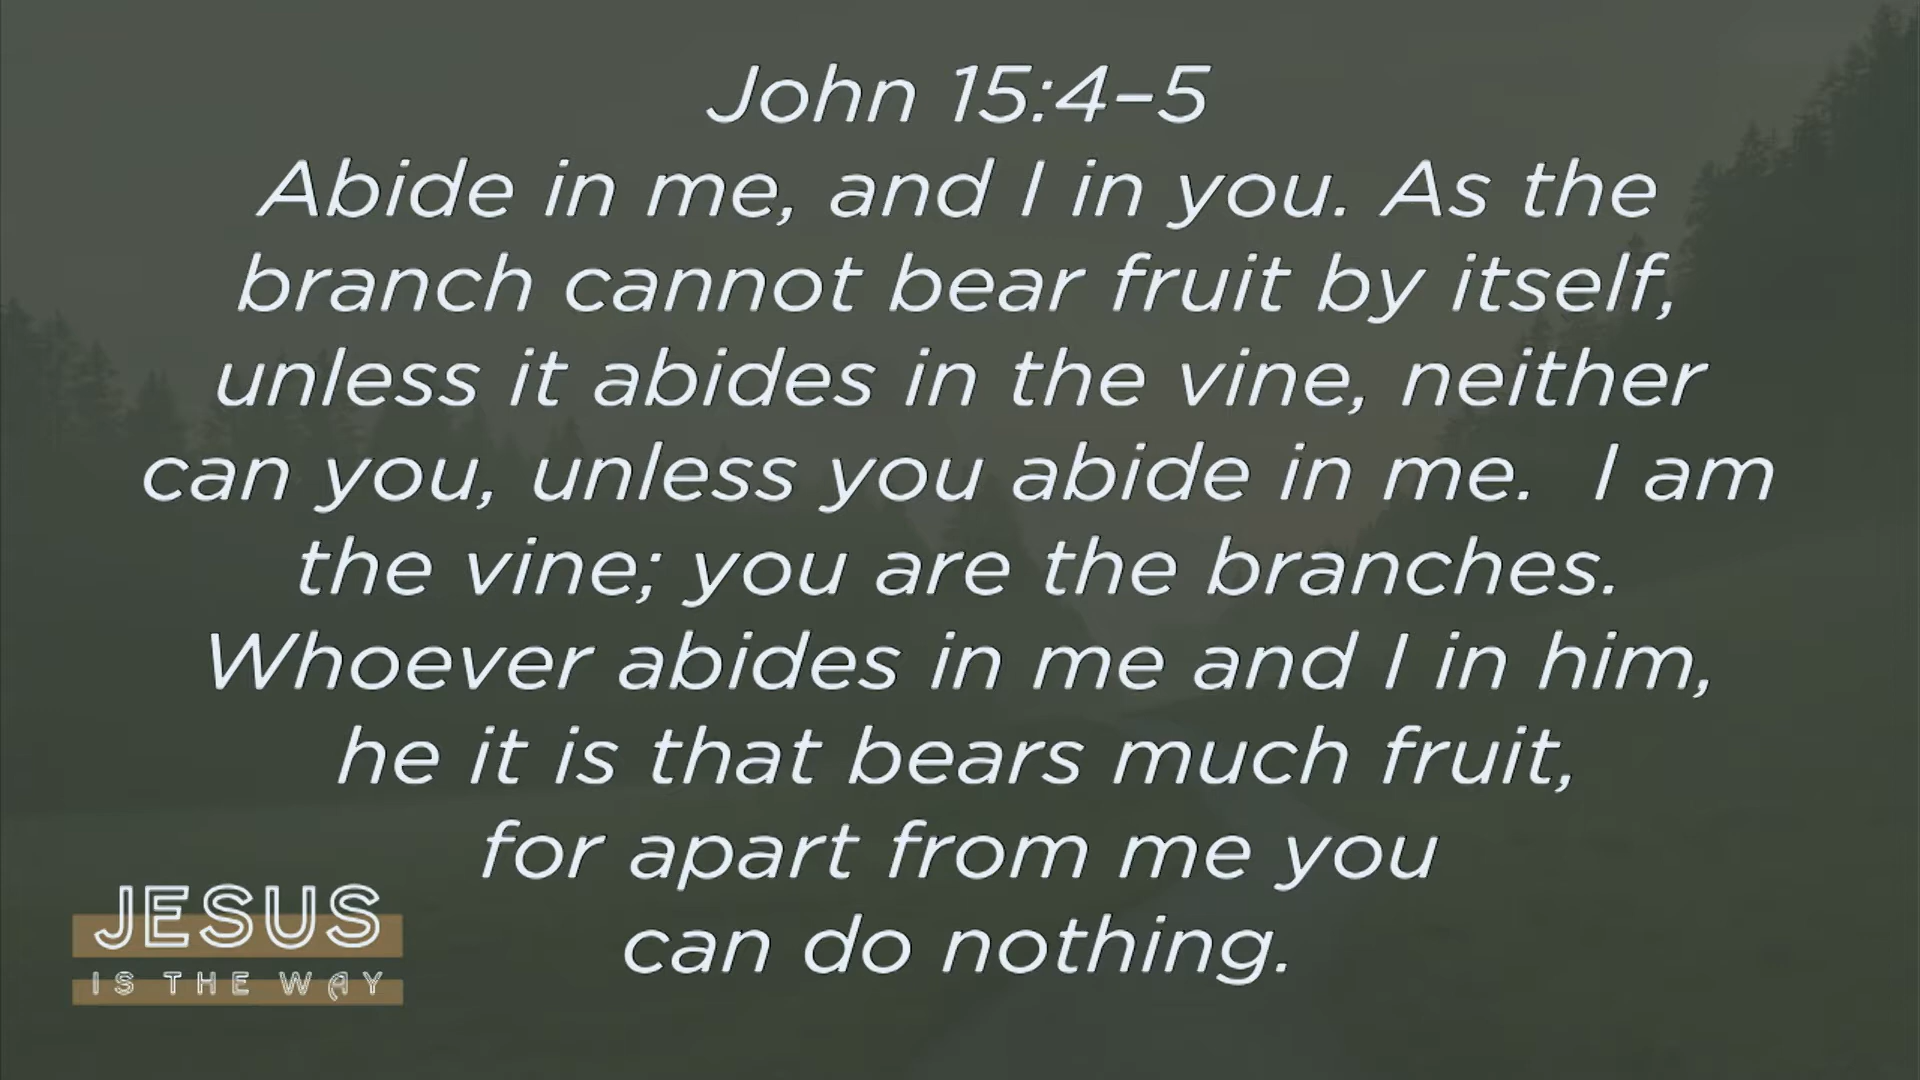 John 15:4–5
Abide in me, and I in you. As the
branch cannot bear fruit by itself,
unless it abides in the vine, neither
can you, unless you abide in me.  I am
the vine; you are the branches.
Whoever abides in me and I in him,
he it is that bears much fruit,
for apart from me you
can do nothing.
JESUS
IS THE WAY